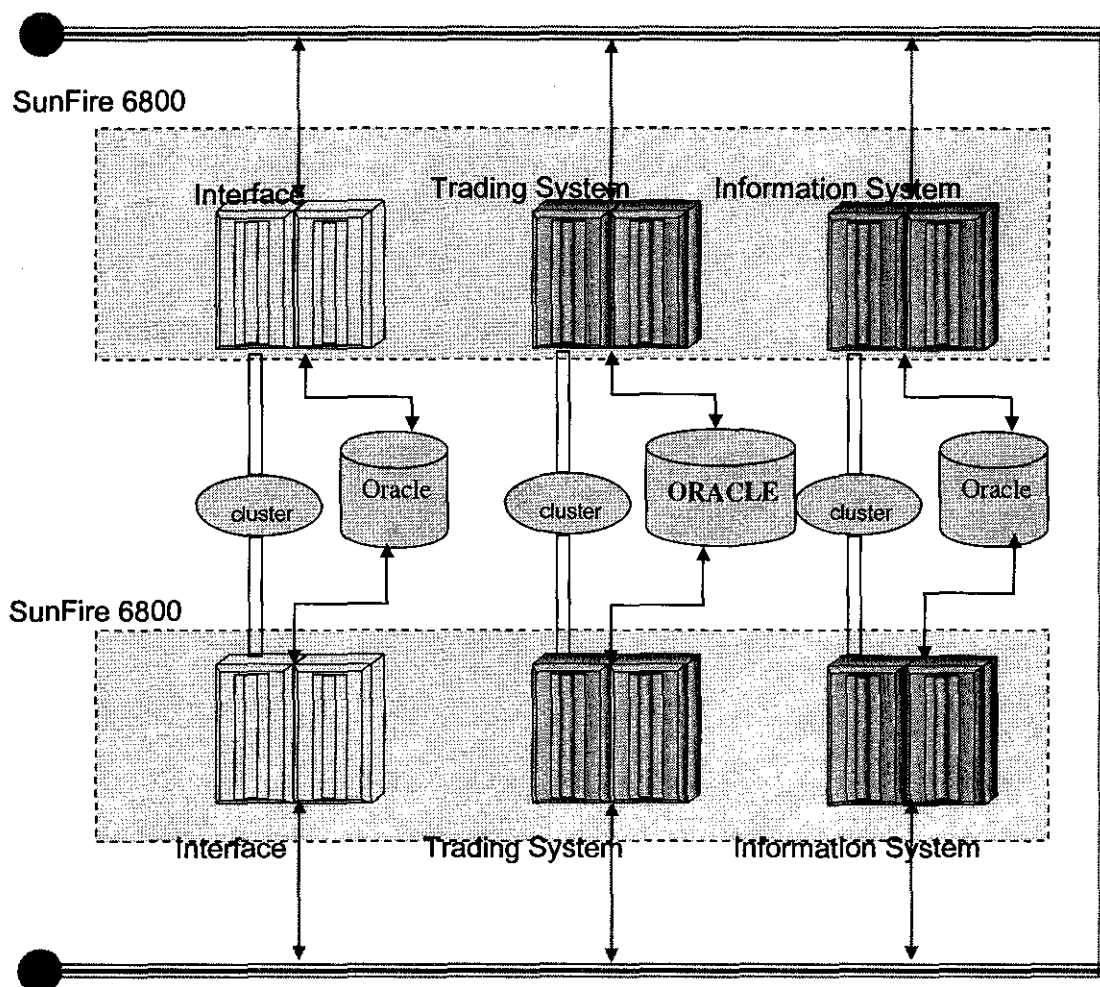 SunFire 6800
Interface
Trading System
Information System
Oracle
ORACLE
Oracle
cluster
cluster
cluster
SunFire 6800
Interface
Trading System
Information System